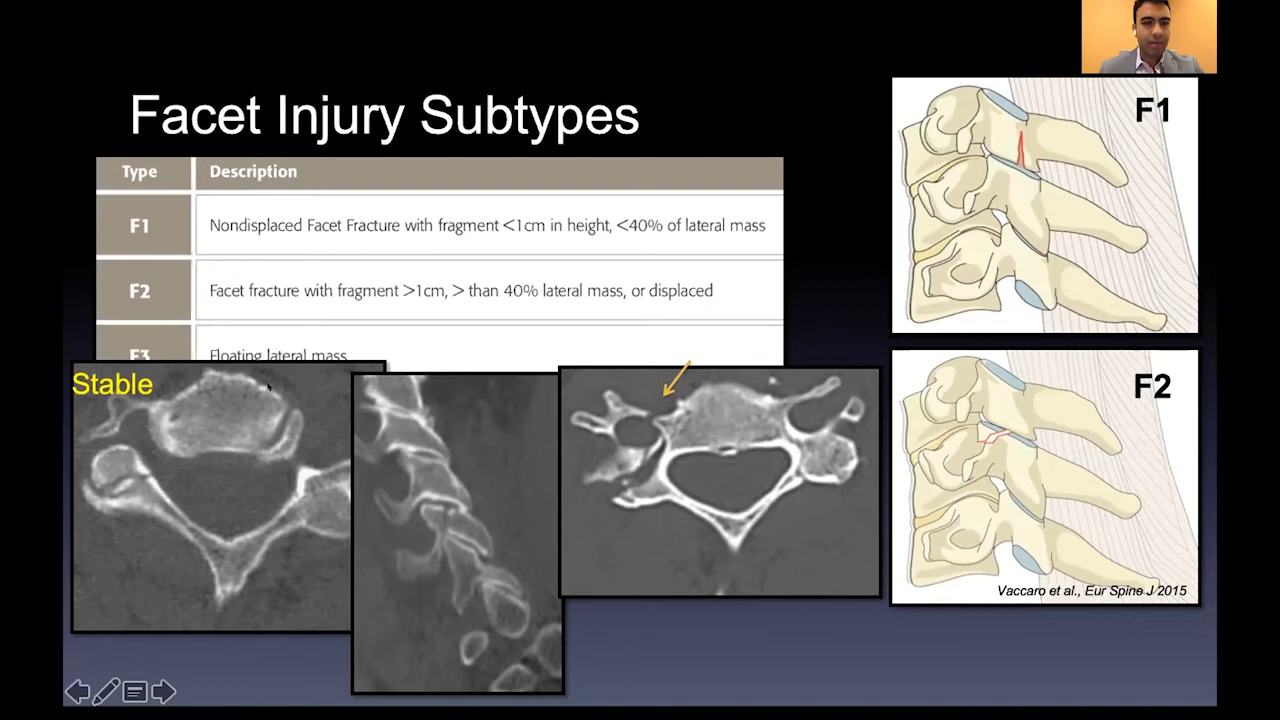 Facet Injury Subtypes
Type Description
F1 Nondisplaced Facet Fracture with fragment <1cm in height, <40% of lateral mass
F2 Facet fracture with fragment >1cm, > than 40% lateral mass, or displaced
F3 Floating lateral mass
Stable
F1
F2
Vaccaro et al., Eur Spine J 2015